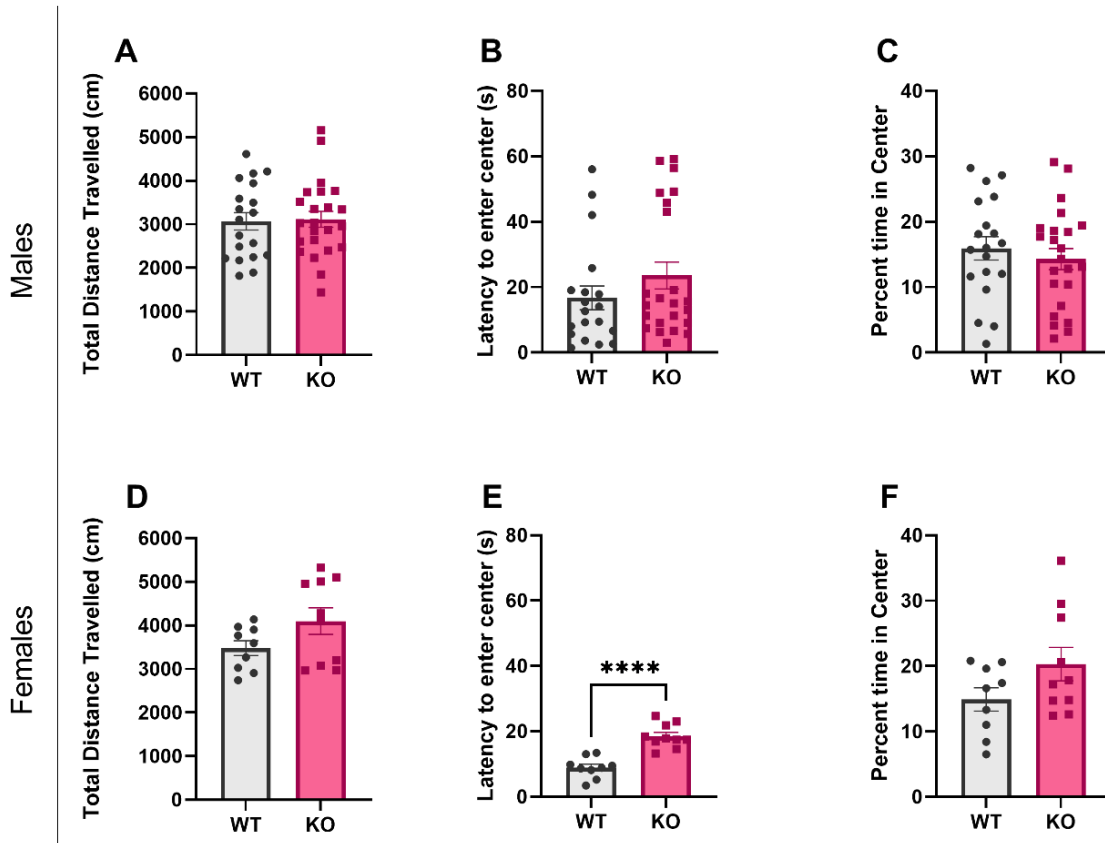 Males
A
Total Distance Travelled (cm)
6000
5000
4000
3000
2000
1000
0
WT KO
B
Latency to enter center (s)
80
60
40
20
0
WT KO
C
Percent time in Center
40
30
20
10
0
WT KO
Females
D
Total Distance Travelled (cm)
6000
5000
4000
3000
2000
1000
0
WT KO
E
Latency to enter center (s)
80
60
40
20
0
****
WT KO
F
Percent time in Center
40
30
20
10
0
WT KO